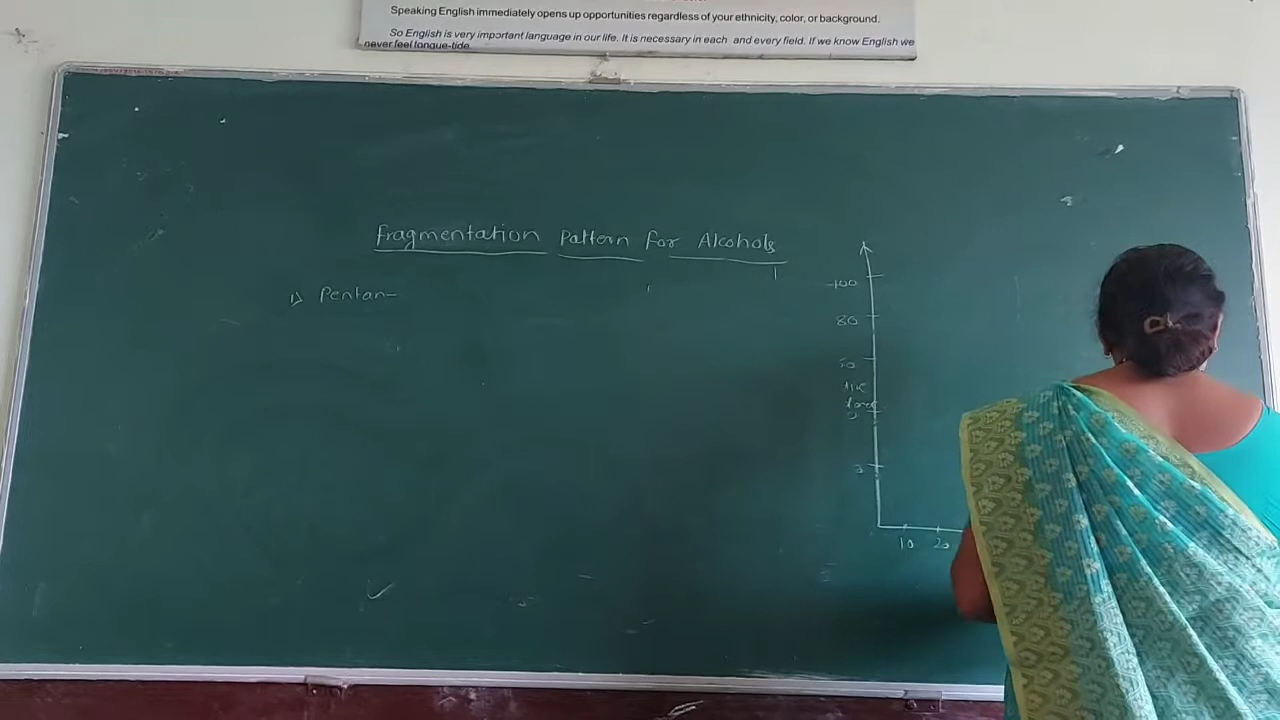 Speaking English immediately opens up opportunities regardless of your ethnicity, color, or background.
So English is very important language in our life. It is necessary in each and every field. If we know English we
never feel tongue-tide
Fragmentation Pattern for Alcohols
1) Pentan-
100
80
10 20